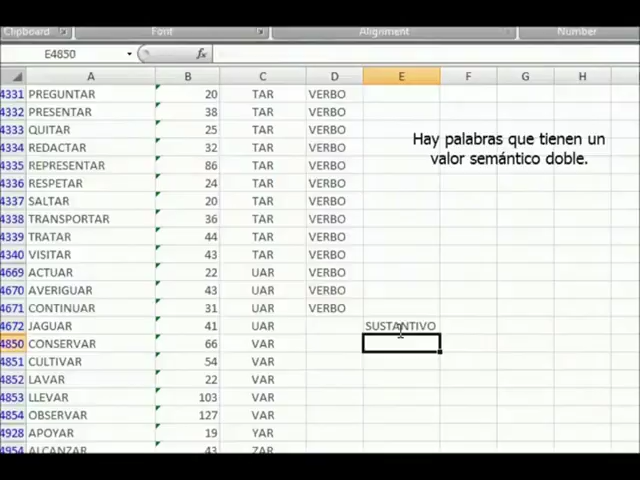 Clipboard Font Alignment Number
E4850 fx
A B C D E F G H
4331 PREGUNTAR 20 TAR VERBO
4332 PRESENTAR 38 TAR VERBO
4333 QUITAR 25 TAR VERBO
4334 REDACTAR 32 TAR VERBO
4335 REPRESENTAR 86 TAR VERBO
4336 RESPETAR 24 TAR VERBO
4337 SALTAR 20 TAR VERBO
4338 TRANSPORTAR 36 TAR VERBO
4339 TRATAR 44 TAR VERBO
4340 VISITAR 43 TAR VERBO
4669 ACTUAR 22 UAR VERBO
4670 AVERIGUAR 43 UAR VERBO
4671 CONTINUAR 31 UAR VERBO
4672 JAGUAR 41 UAR SUSTANTIVO
4850 CONSERVAR 66 VAR
4851 CULTIVAR 54 VAR
4852 LAVAR 22 VAR
4853 LLEVAR 103 VAR
4854 OBSERVAR 127 VAR
4928 APOYAR 19 YAR
4954 ALCANZAR 43 ZAR
Hay palabras que tienen un
valor semántico doble.